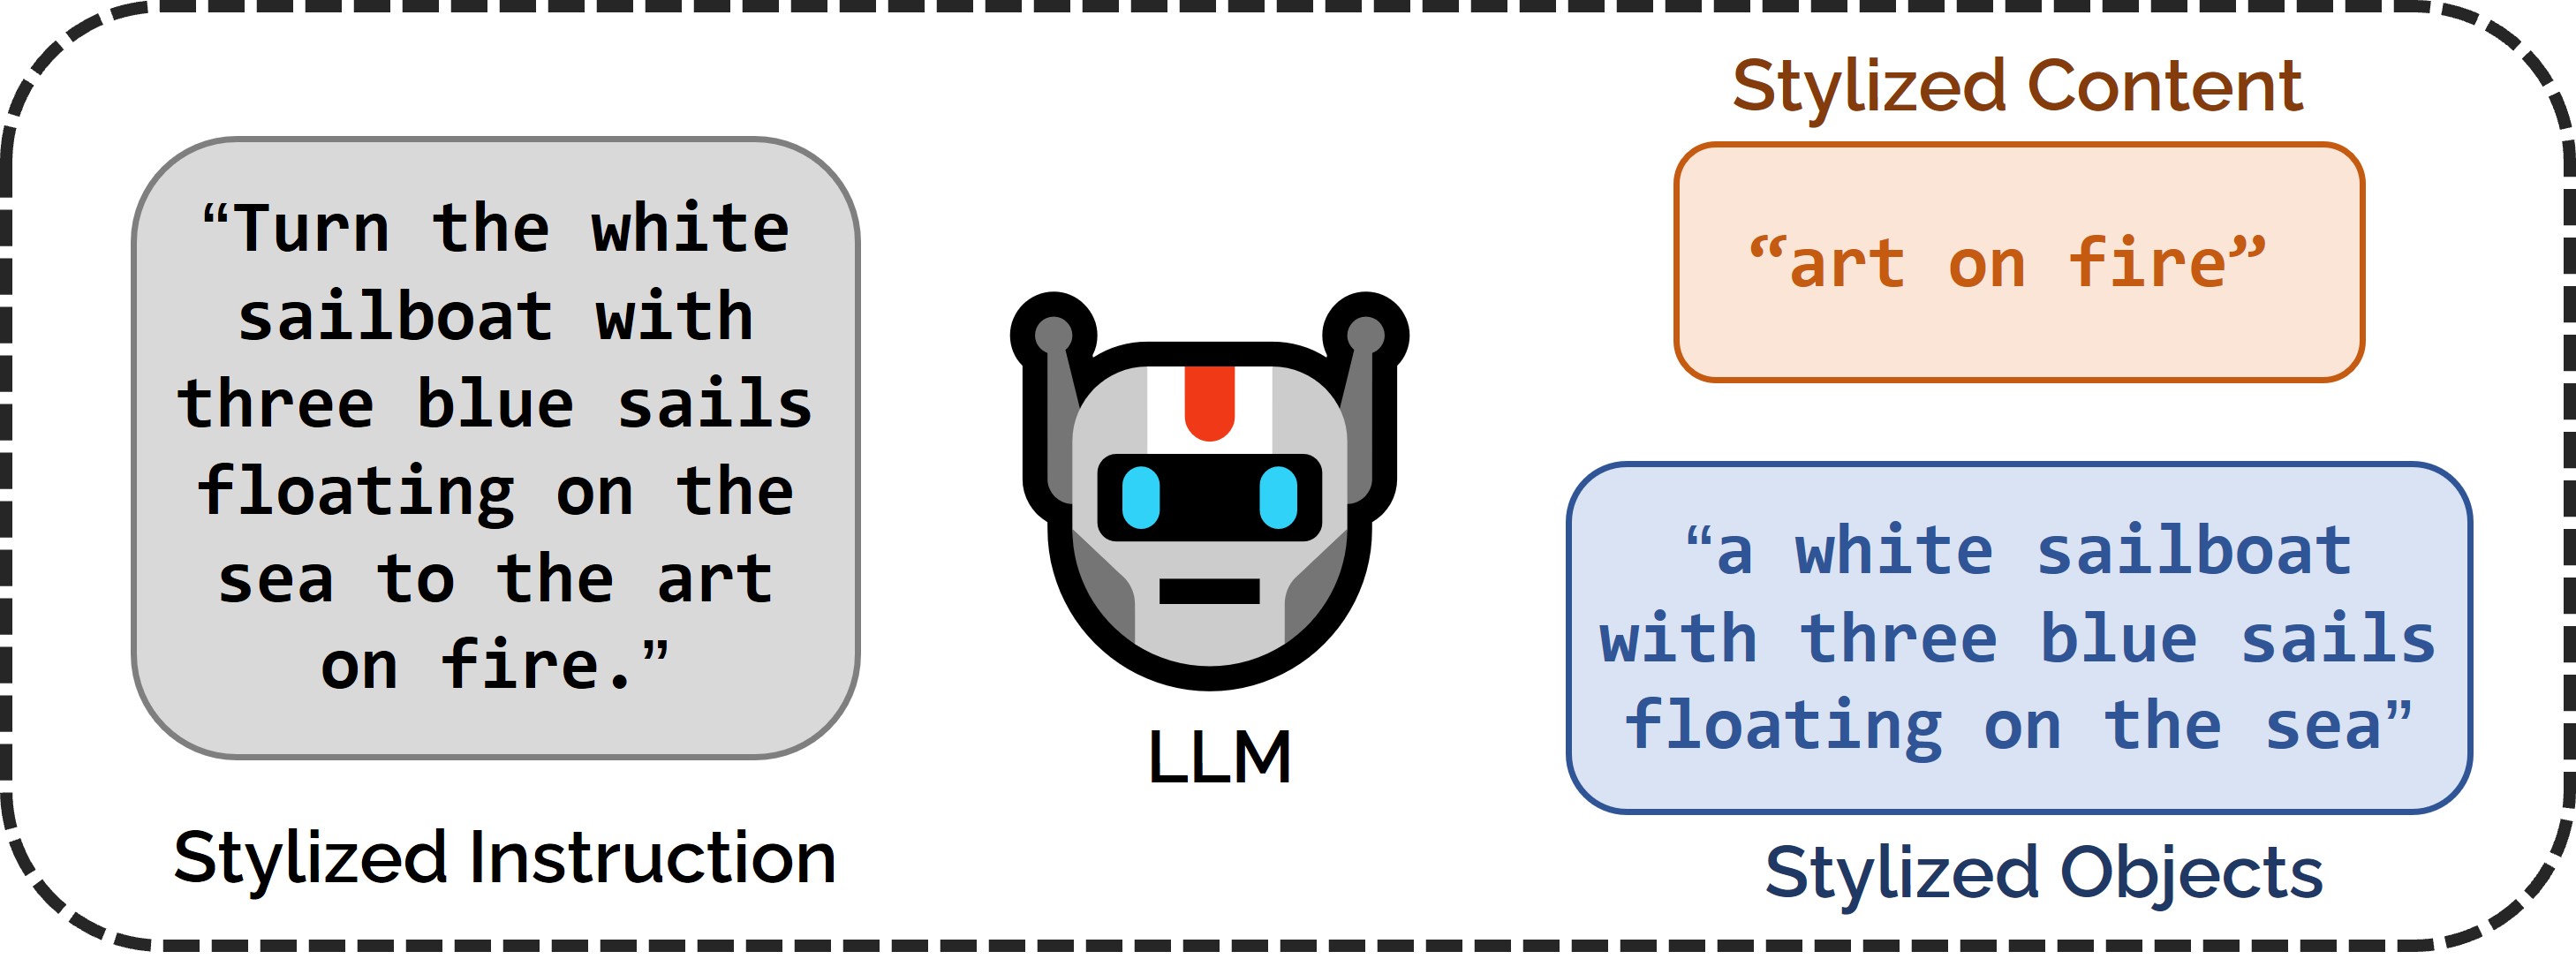 “Turn the white
sailboat with
three blue sails
floating on the
sea to the art
on fire.”
Stylized Instruction
LLM
Stylized Content
“art on fire”
“a white sailboat
with three blue sails
floating on the sea”
Stylized Objects